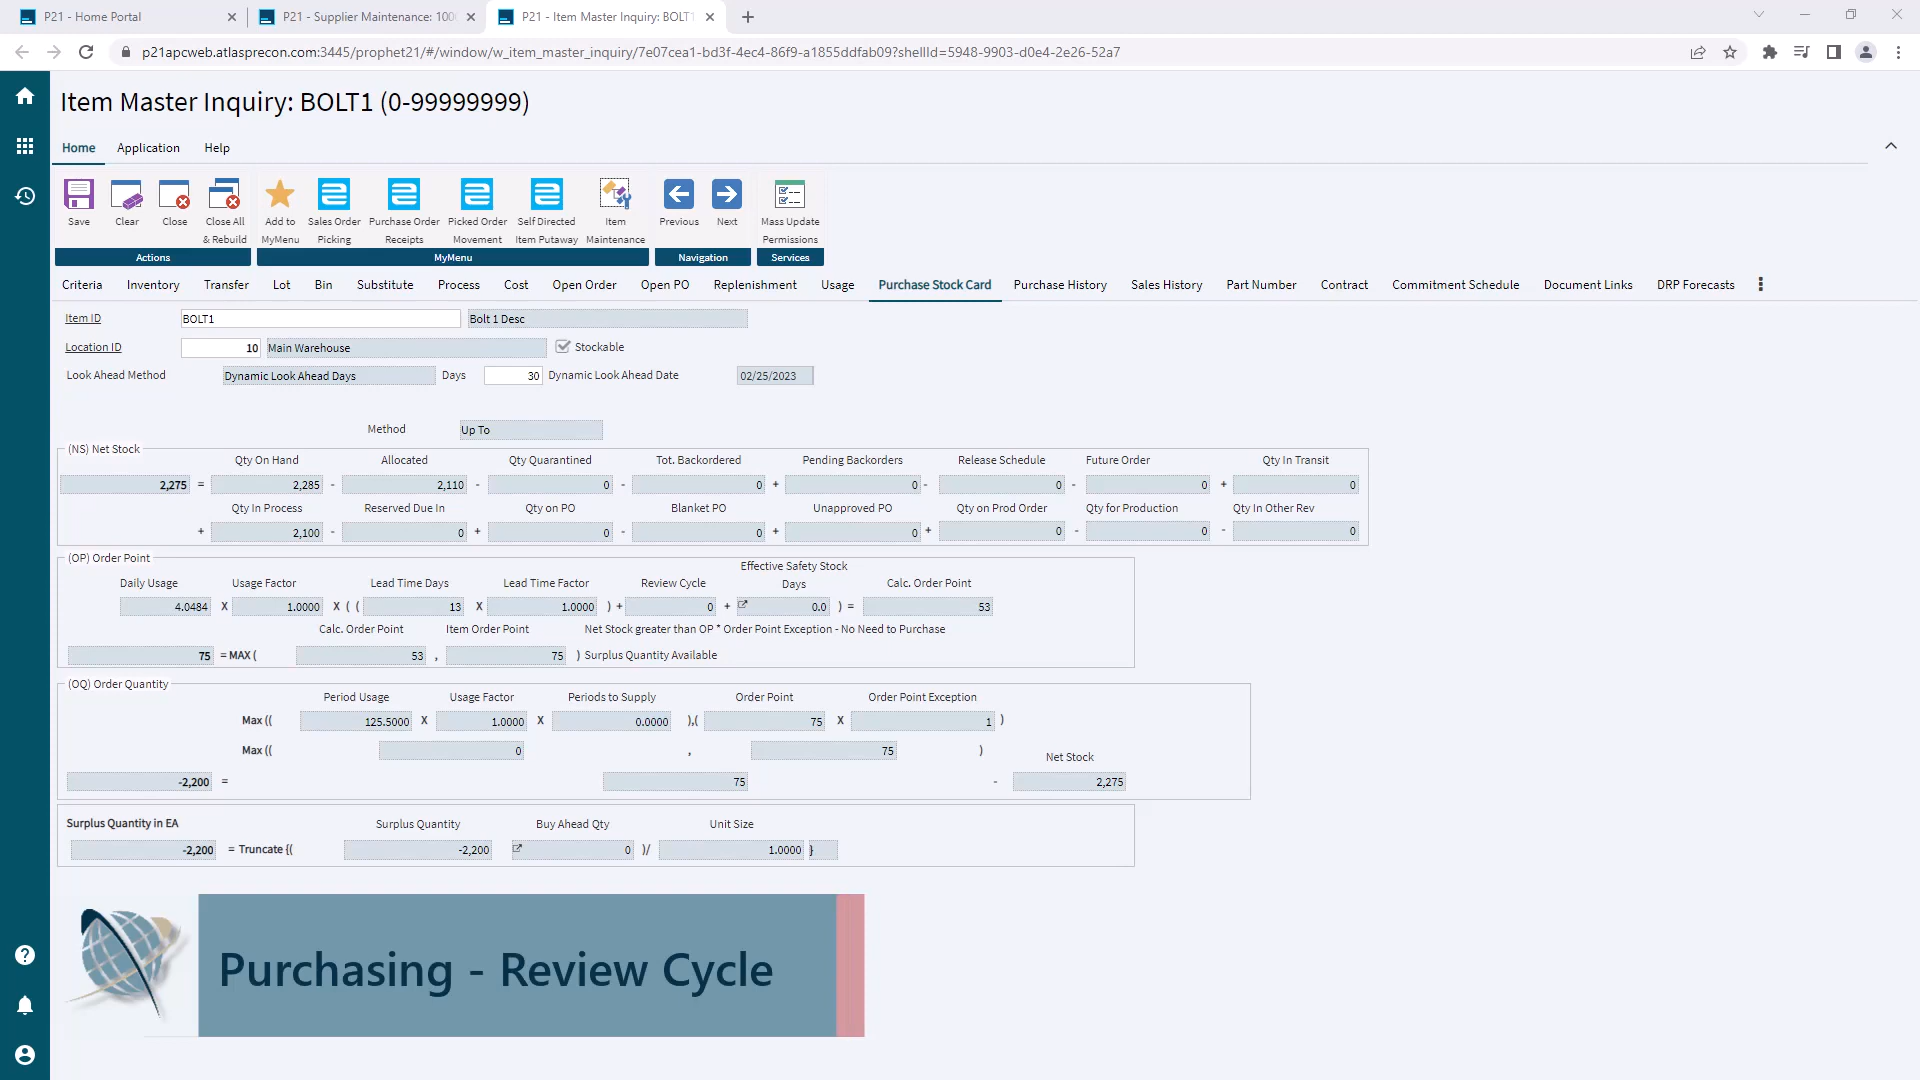 P21 - Home Portal
P21 - Supplier Maintenance: 100
P21 - Item Master Inquiry: BOLT1
p21apcweb.atlasprecon.com:3445/prophet21/#/window/w_item_master_inquiry/7e07cea1-bd3f-4ec4-86f9-a1855ddfab09?shellId=5948-9903-d0e4-2e26-52a7
Item Master Inquiry: BOLT1 (0-99999999)
Home Application Help
Save Clear Close Close All & Rebuild Add to MyMenu Sales Order Picking Purchase Order Receipts Picked Order Movement Self Directed Item Putaway Item Maintenance Previous Next Mass Update Permissions
Actions MyMenu Navigation Services
Criteria Inventory Transfer Lot Bin Substitute Process Cost Open Order Open PO Replenishment Usage Purchase Stock Card Purchase History Sales History Part Number Contract Commitment Schedule Document Links DRP Forecasts
Item ID BOLT1 Bolt 1 Desc
Location ID 10 Main Warehouse Stockable
Look Ahead Method Dynamic Look Ahead Days Days 30 Dynamic Look Ahead Date 02/25/2023
Method Up To
(NS) Net Stock
Qty On Hand Allocated Qty Quarantined Tot. Backordered Pending Backorders Release Schedule Future Order Qty In Transit
2,275 = 2,285 - 2,110 - 0 - 0 + 0 - 0 - 0 + 0
Qty In Process Reserved Due In Qty on PO Blanket PO Unapproved PO Qty on Prod Order Qty for Production Qty In Other Rev
+ 2,100 - 0 + 0 - 0 + 0 + 0 - 0 - 0
(OP) Order Point
Effective Safety Stock
Daily Usage Usage Factor Lead Time Days Lead Time Factor Review Cycle Days Calc. Order Point
4.0484 X 1.0000 X ( ( 13 X 1.0000 ) + 0 + 0.0 ) = 53
Calc. Order Point Item Order Point Net Stock greater than OP * Order Point Exception - No Need to Purchase
75 = MAX ( 53 , 75 ) Surplus Quantity Available
(OQ) Order Quantity
Period Usage Usage Factor Periods to Supply Order Point Order Point Exception
Max (( 125.5000 X 1.0000 X 0.0000 ),( 75 X 1 )
Max (( 0 , 75 )
Net Stock
-2,200 = 75 - 2,275
Surplus Quantity in EA Surplus Quantity Buy Ahead Qty Unit Size
-2,200 = Truncate {( -2,200 0 )/ 1.0000 }
Purchasing - Review Cycle